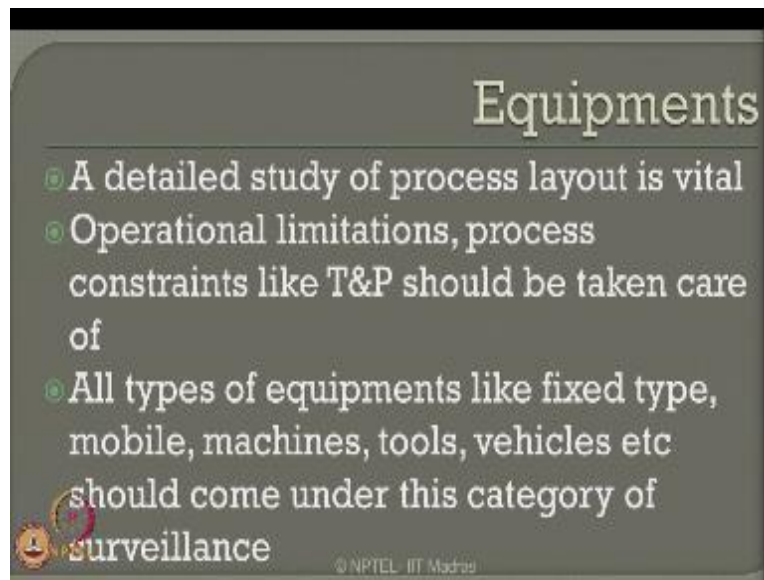 Equipments
A detailed study of process layout is vital
Operational limitations, process
constraints like T&P should be taken care
of
All types of equipments like fixed type,
mobile, machines, tools, vehicles etc
should come under this category of
surveillance
© NPTEL - IIT Madras